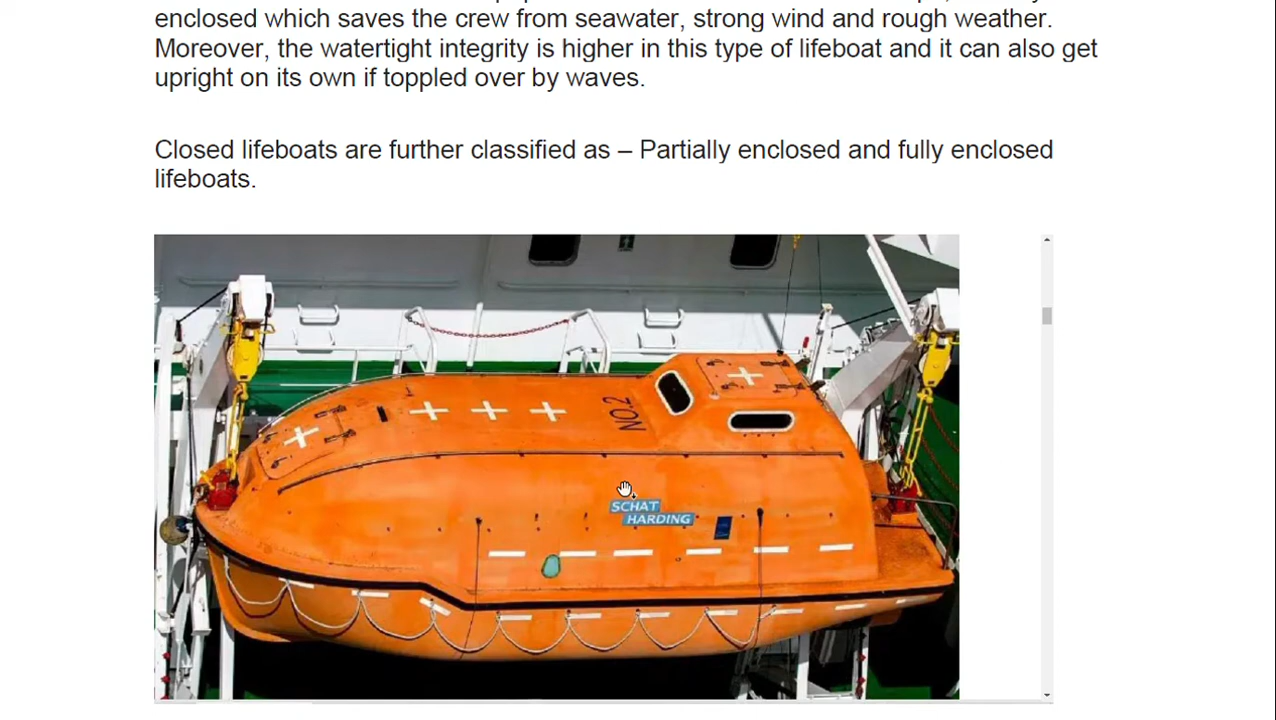 enclosed which saves the crew from seawater, strong wind and rough weather.
Moreover, the watertight integrity is higher in this type of lifeboat and it can also get
upright on its own if toppled over by waves.
Closed lifeboats are further classified as – Partially enclosed and fully enclosed
lifeboats.
NO.2
SCHAT
HARDING